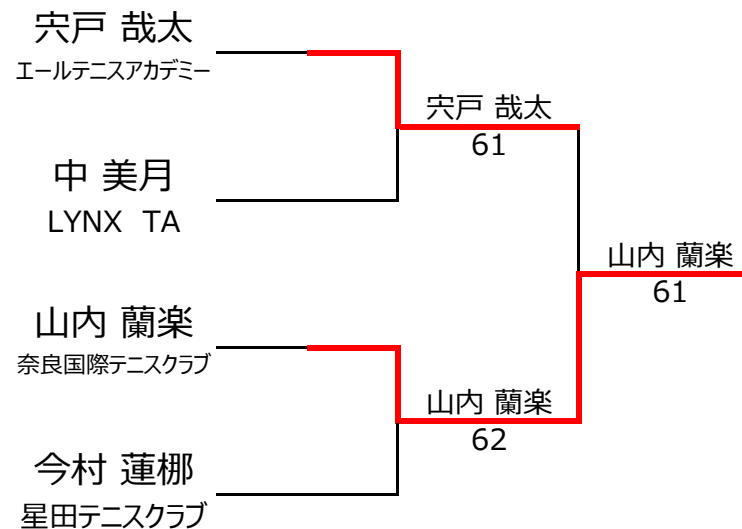 宍戸 哉太
エールテニスアカデミー
宍戸 哉太
61
中 美月
LYNX TA
山内 蘭楽
61
山内 蘭楽
奈良国際テニスクラブ
山内 蘭楽
62
今村 蓮梛
星田テニスクラブ